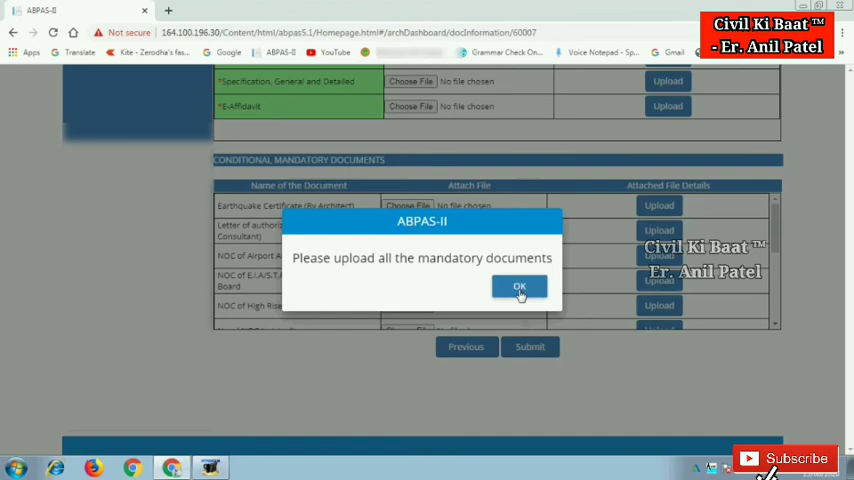 ABPAS-II
Civil Ki Baat ™
- Er. Anil Patel
Not secure
164.100.196.30/Content/html/abpas5.1/Homepage.html#/archDashboard/docInformation/60007
Apps
Translate
Kite - Zerodha's fas...
Google
ABPAS-II
YouTube
Grammar Check On...
Voice Notepad - Sp...
Gmail
*Specification, General and Detailed
Choose File
No file chosen
Upload
*E-Affidavit
Choose File
No file chosen
Upload
CONDITIONAL MANDATORY DOCUMENTS
Name of the Document
Attach File
Attached File Details
Earthquake Certificate (By Architect)
Choose File
No file chosen
Upload
Letter of authoriz
Consultant)
Upload
NOC of Airport A
NOC of E.I.A/S.T.
Board
Upload
NOC of High Rise
Upload
ABPAS-II
Please upload all the mandatory documents
OK
Civil Ki Baat ™
Er. Anil Patel
Previous
Submit
Subscribe